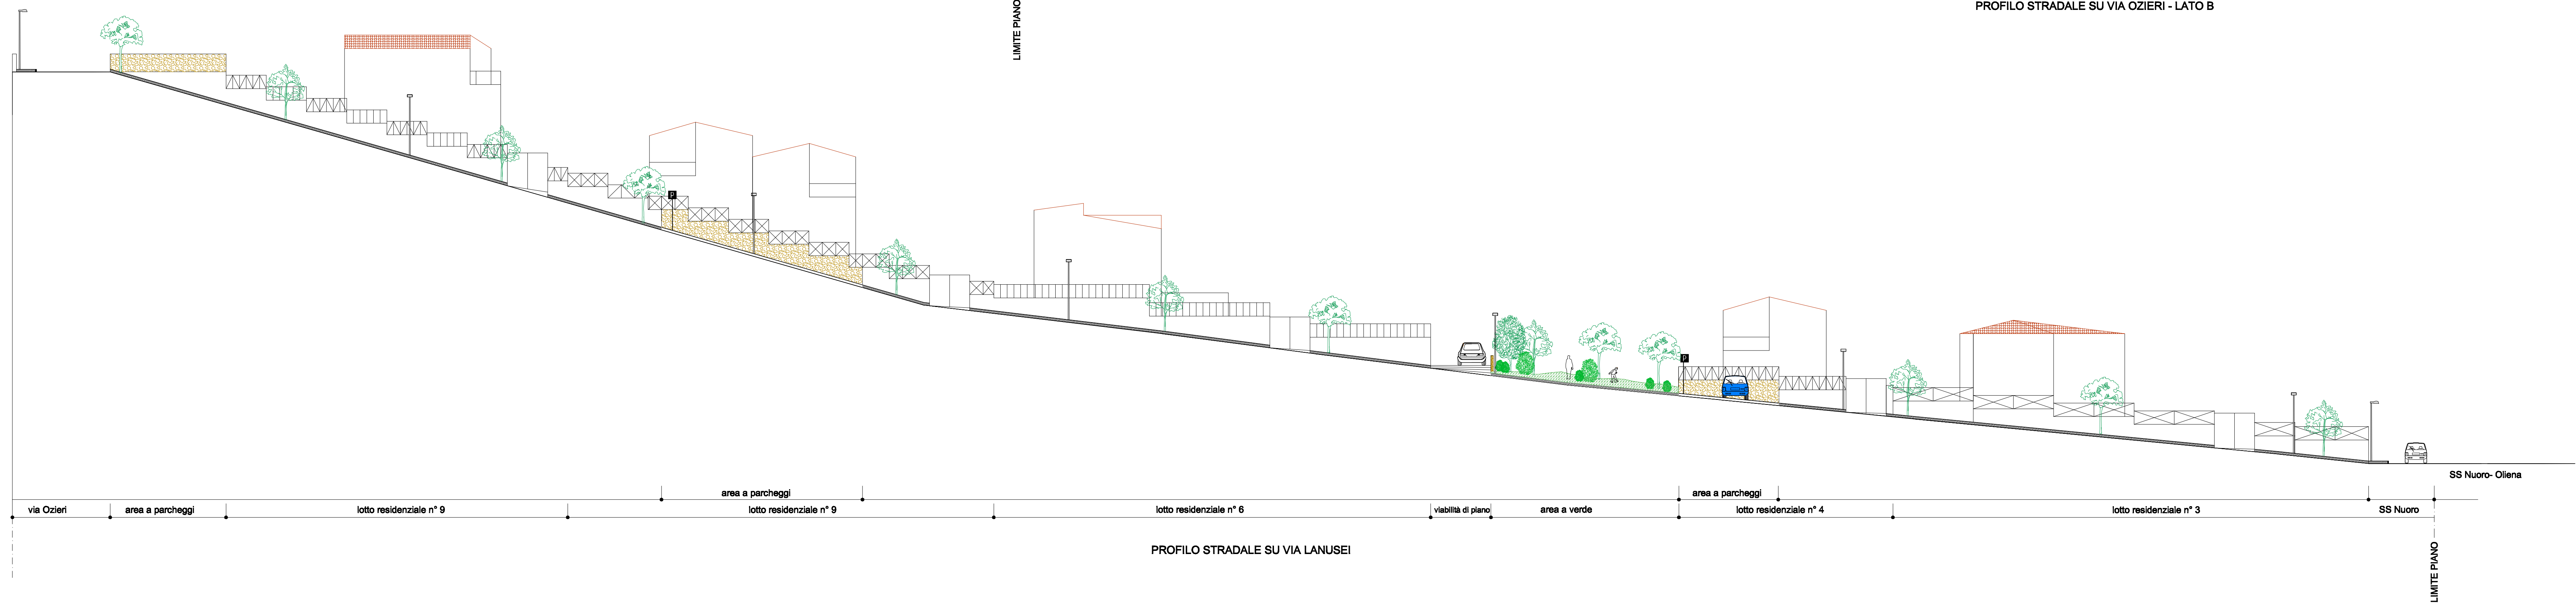 PROFILO STRADALE SU VIA OZIERI - LATO B
LIMITE PIANO
P
P
SS Nuoro- Oliena
area a parcheggi
area a parcheggi
via Ozieri
area a parcheggi
lotto residenziale n° 9
lotto residenziale n° 9
lotto residenziale n° 6
viabilità di piano
area a verde
lotto residenziale n° 4
lotto residenziale n° 3
SS Nuoro
PROFILO STRADALE SU VIA LANUSEI
LIMITE PIANO